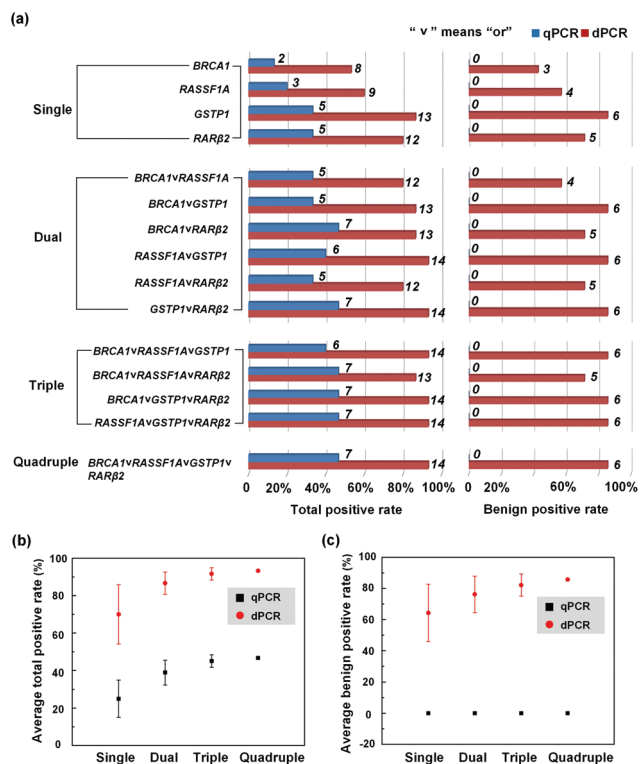 (a)
“ v ” means “or” qPCR dPCR
Single
BRCA1 2 8 0 3
RASSF1A 3 9 0 4
GSTP1 5 13 0 6
RARβ2 5 12 0 5
Dual
BRCA1vRASSF1A 5 12 0 4
BRCA1vGSTP1 5 13 0 6
BRCA1vRARβ2 7 13 0 5
RASSF1AvGSTP1 6 14 0 6
RASSF1AvRARβ2 5 12 0 5
GSTP1vRARβ2 7 14 0 6
Triple
BRCA1vRASSF1AvGSTP1 6 14 0 6
BRCA1vRASSF1AvRARβ2 7 13 0 5
BRCA1vGSTP1vRARβ2 7 14 0 6
RASSF1AvGSTP1vRARβ2 7 14 0 6
Quadruple
BRCA1vRASSF1AvGSTP1v
RARβ2
7 14 0 6
0 20% 40% 60% 80% 100%
Total positive rate
0 20% 40% 60% 80% 100%
Benign positive rate
(b)
Average total positive rate (%)
100
80
60
40
20
0
qPCR
dPCR
Single Dual Triple Quadruple
(c)
Average benign positive rate (%)
100
80
60
40
20
0
-20
qPCR
dPCR
Single Dual Triple Quadruple